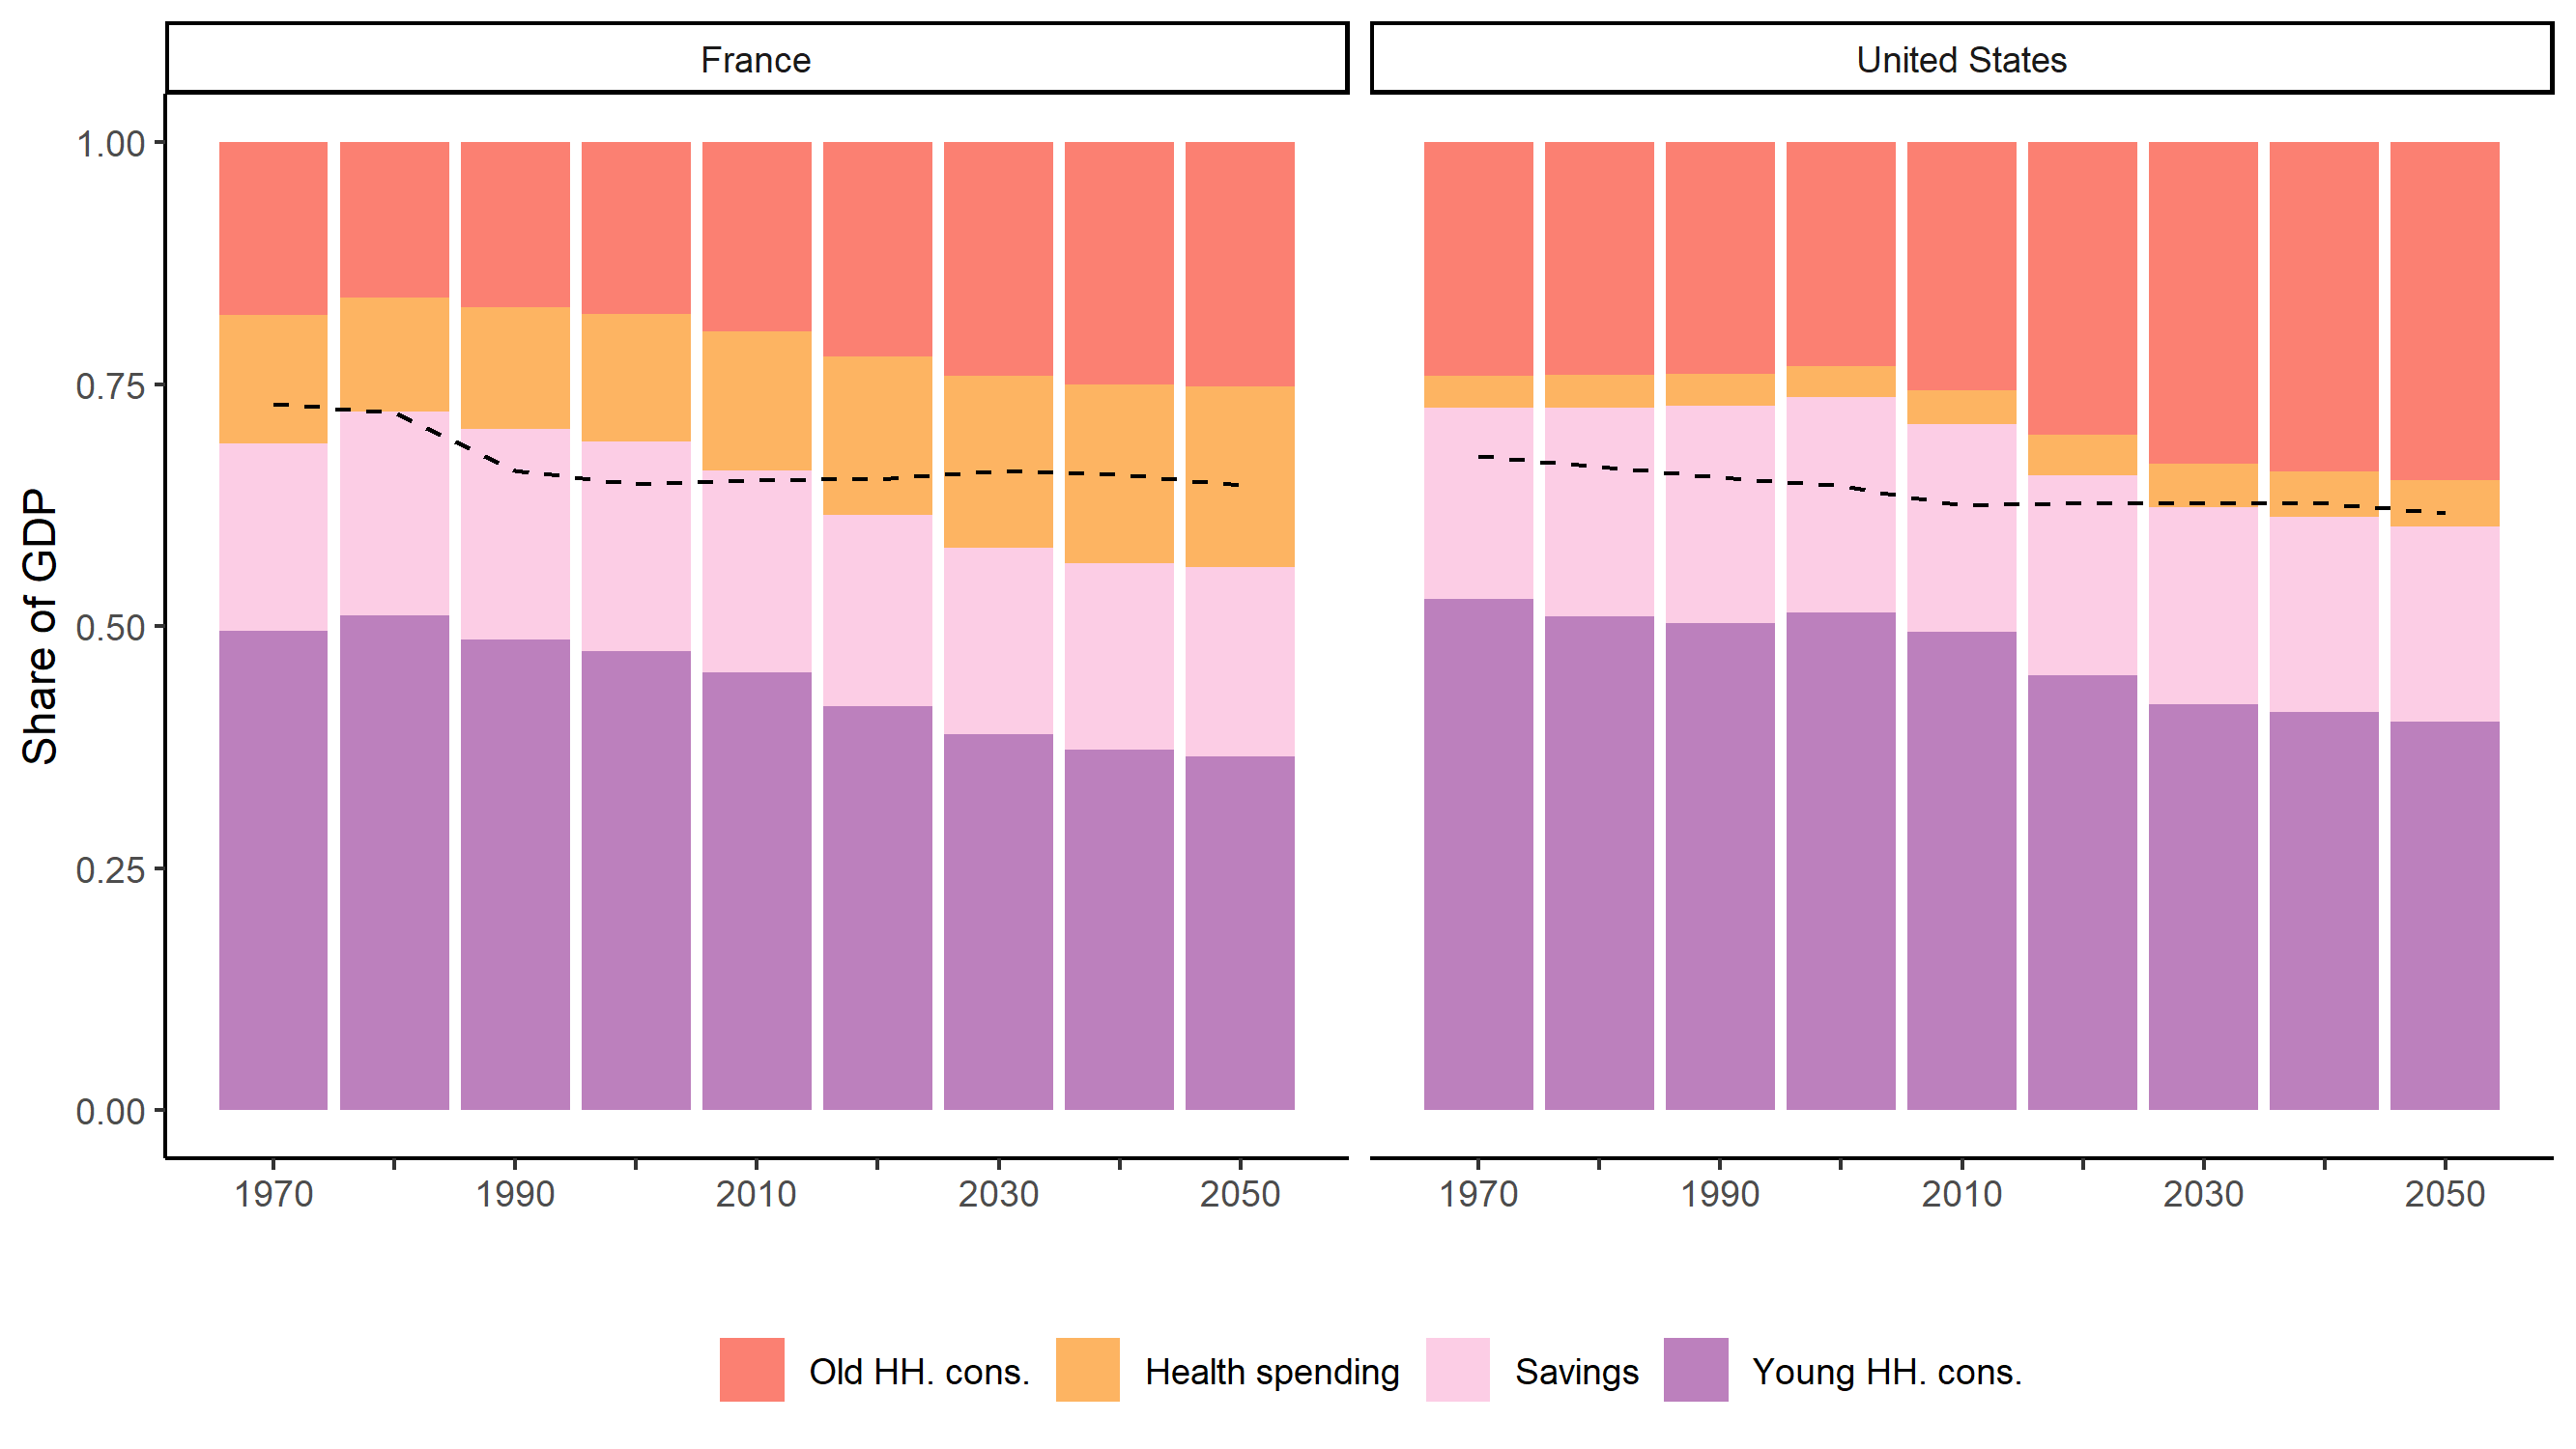 France
United States
Share of GDP
1.00
0.75
0.50
0.25
0.00
1970 1990 2010 2030 2050
1970 1990 2010 2030 2050
Old HH. cons. Health spending Savings Young HH. cons.